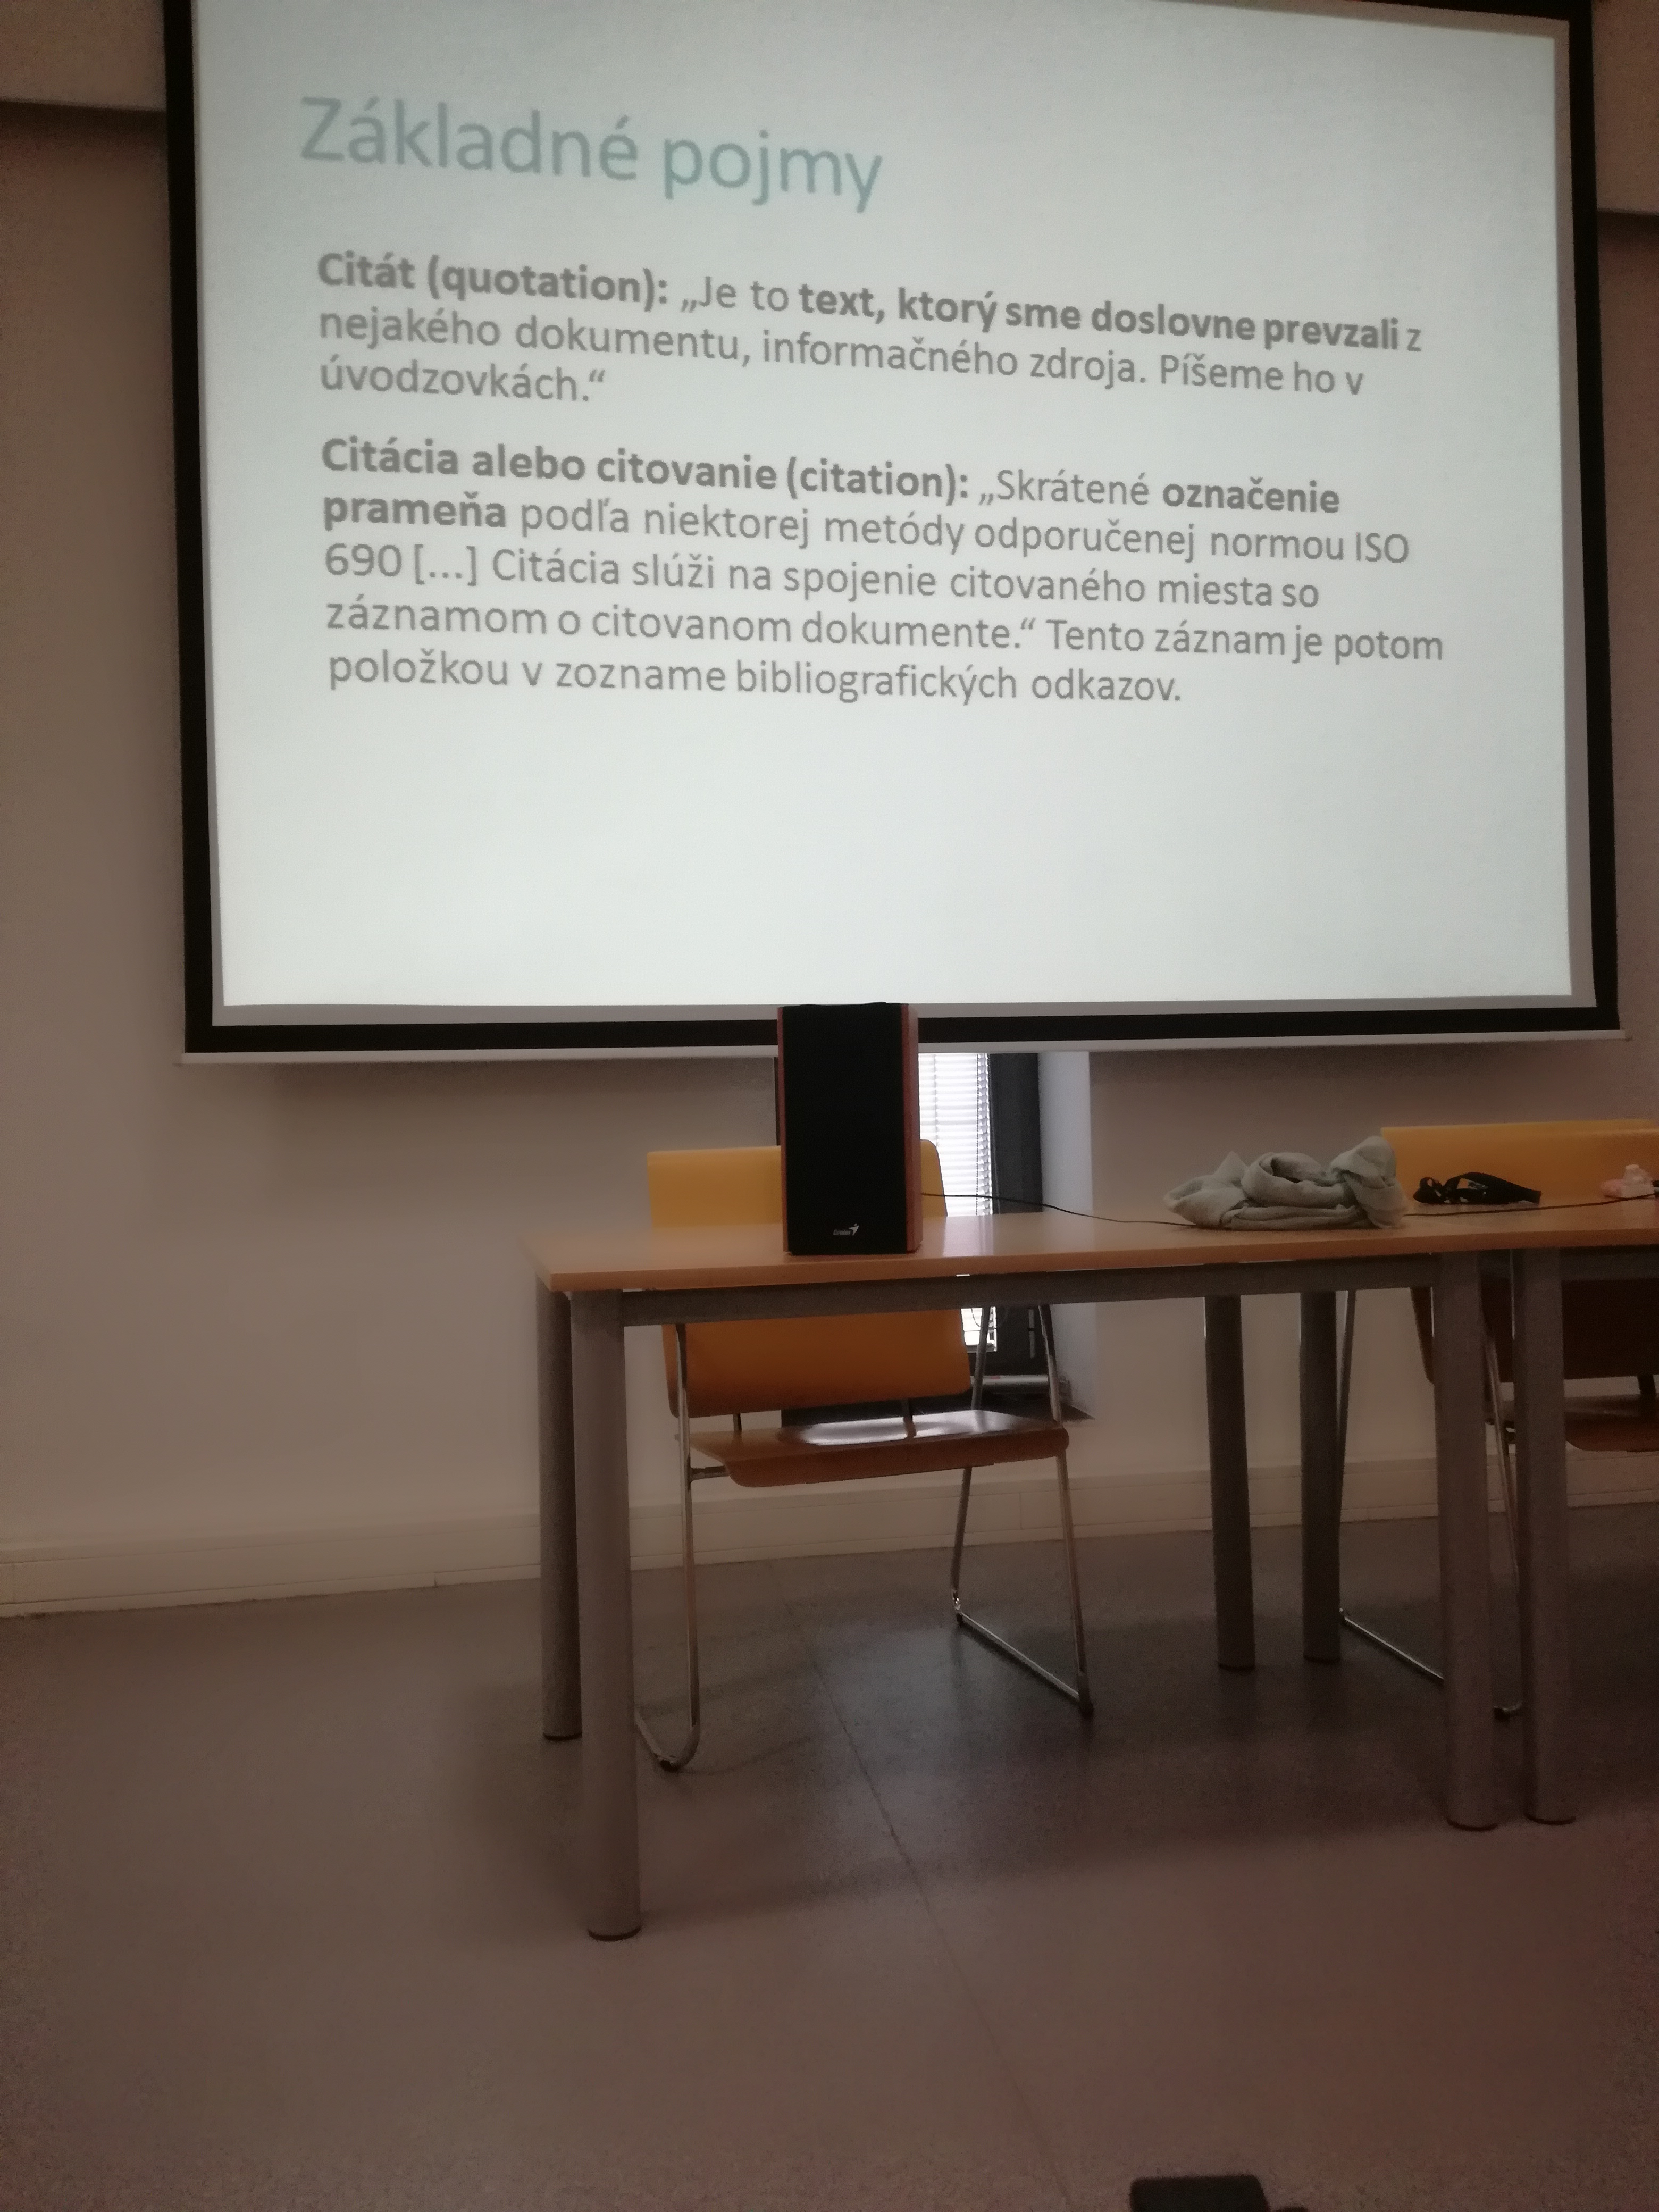 Základné pojmy
Citát (quotation): „Je to text, ktorý sme doslovne prevzali z
nejakého dokumentu, informačného zdroja. Píšeme ho v
úvodzovkách.“
Citácia alebo citovanie (citation): „Skrátené označenie
prameňa podľa niektorej metódy odporučenej normou ISO
690 [...] Citácia slúži na spojenie citovaného miesta so
záznamom o citovanom dokumente.“ Tento záznam je potom
položkou v zozname bibliografických odkazov.
Genius